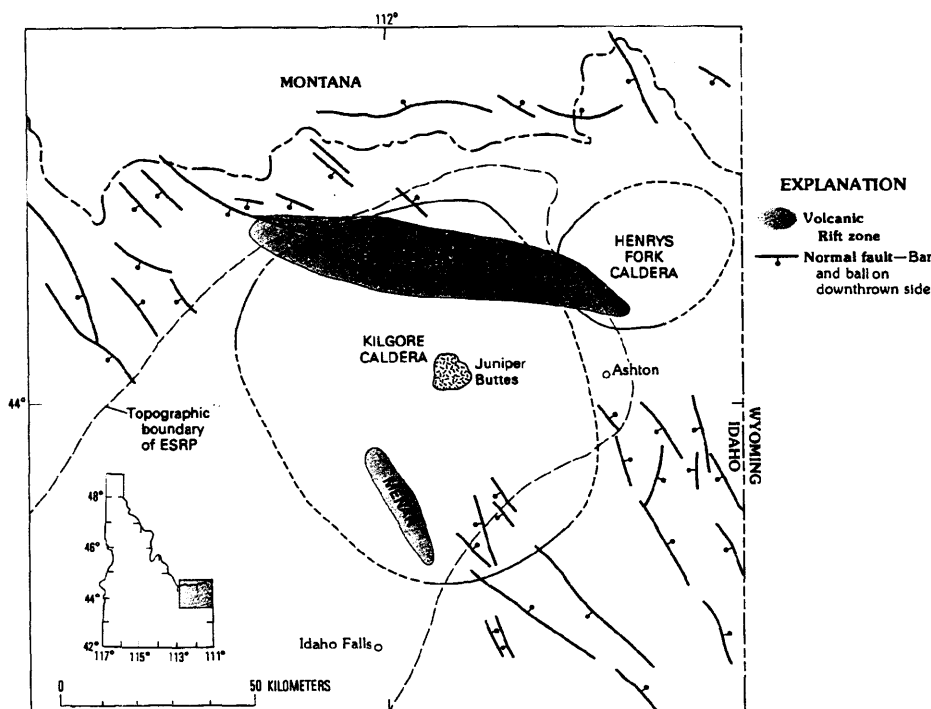 112°
MONTANA
EXPLANATION
Volcanic
Rift zone
Normal fault—Bar
and ball on
downthrown side
HENRYS
FORK
CALDERA
KILGORE
CALDERA
Juniper
Buttes
Ashton
44°
Topographic
boundary
of ESRP
WYOMING
IDAHO
48°
46°
44°
42°
117° 115° 113° 111°
Idaho Falls
0 50 KILOMETERS